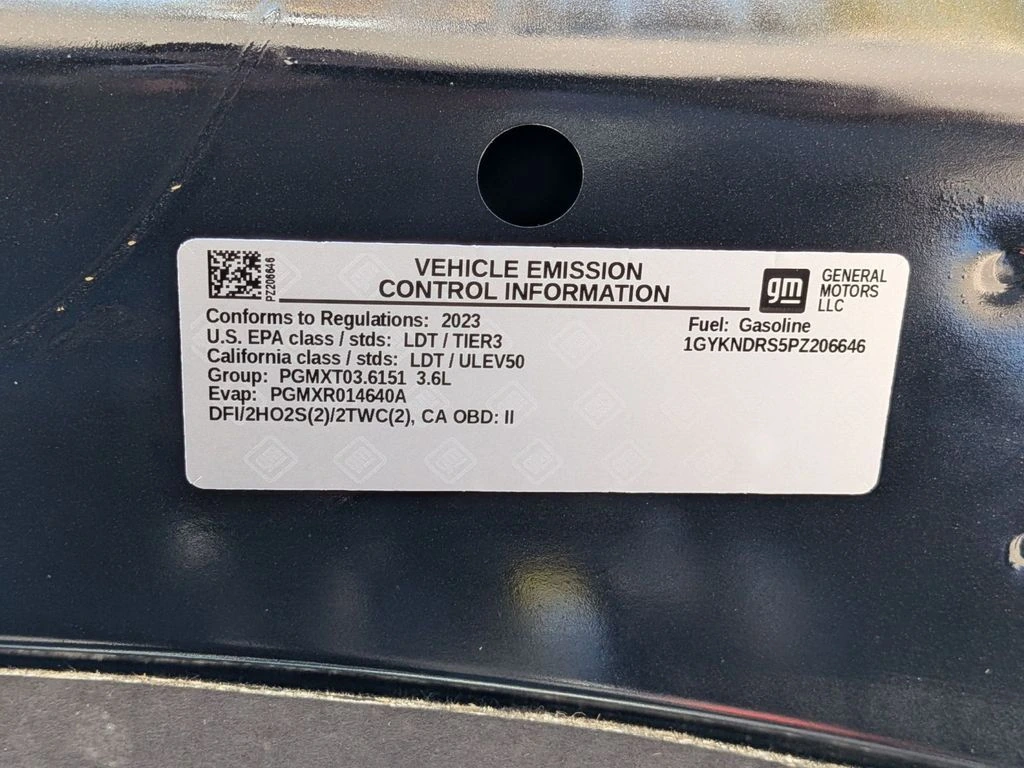 PZ206646
VEHICLE EMISSION
CONTROL INFORMATION
gm
GENERAL
MOTORS
LLC
Conforms to Regulations: 2023
U.S. EPA class / stds: LDT / TIER3
California class / stds: LDT / ULEV50
Group: PGMXT03.6151 3.6L
Evap: PGMXR014640A
DFI/2HO2S(2)/2TWC(2), CA OBD: II
Fuel: Gasoline
1GYKNDRS5PZ206646